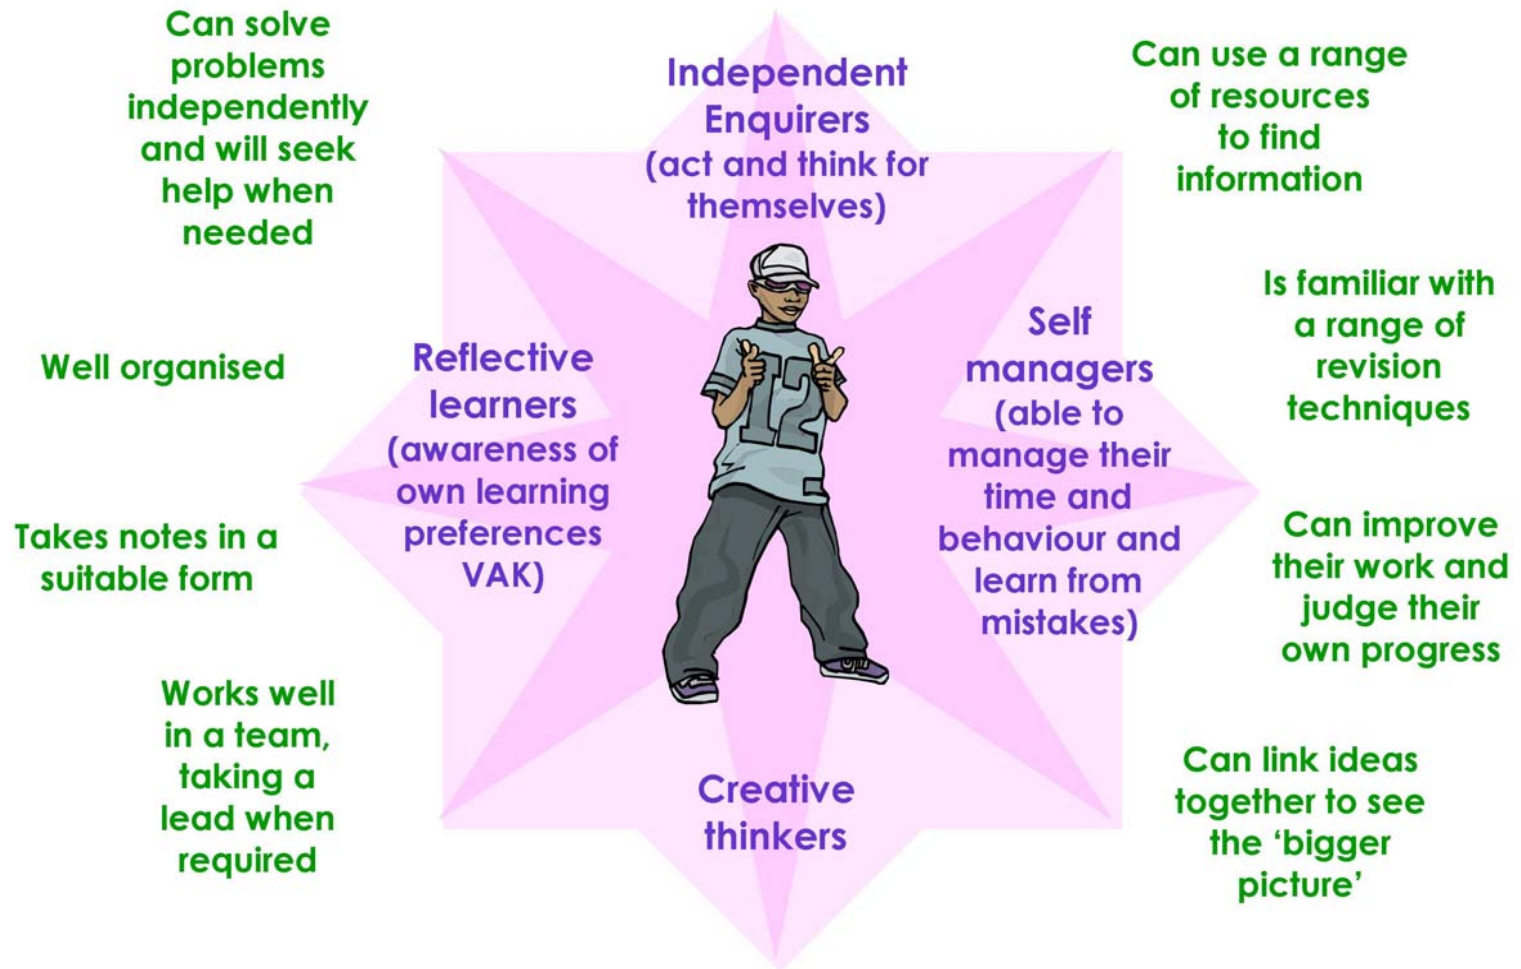 Can solve
problems
independently
and will seek
help when
needed
Independent
Enquirers
(act and think for
themselves)
Can use a range
of resources
to find
information
Is familiar with
a range of
revision
techniques
Well organised
Reflective
learners
(awareness of
own learning
preferences
VAK)
12
Self
managers
(able to
manage their
time and
behaviour and
learn from
mistakes)
Takes notes in a
suitable form
Can improve
their work and
judge their
own progress
Works well
in a team,
taking a
lead when
required
Creative
thinkers
Can link ideas
together to see
the ‘bigger
picture’